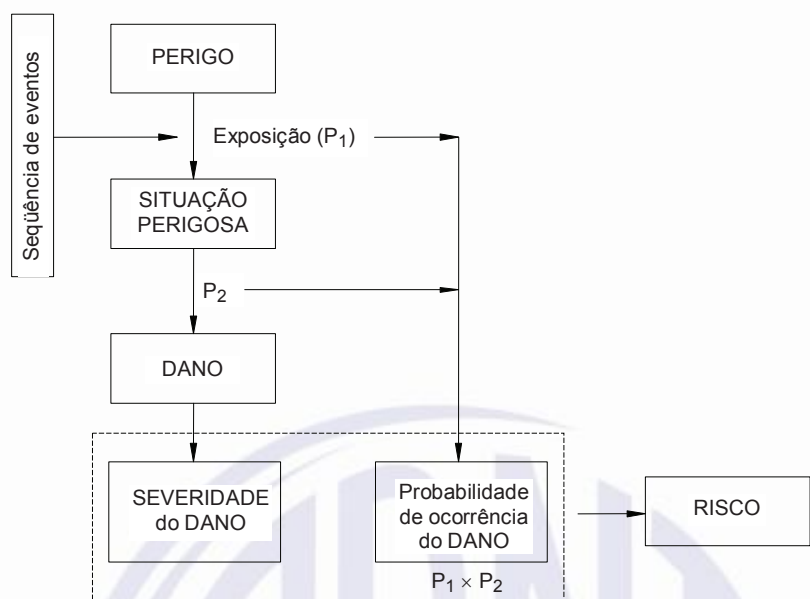 Seqüência de eventos
PERIGO
Exposição (P1)
SITUAÇÃO
PERIGOSA
P2
DANO
SEVERIDADE
do DANO
Probabilidade
de ocorrência
do DANO
P1 × P2
RISCO